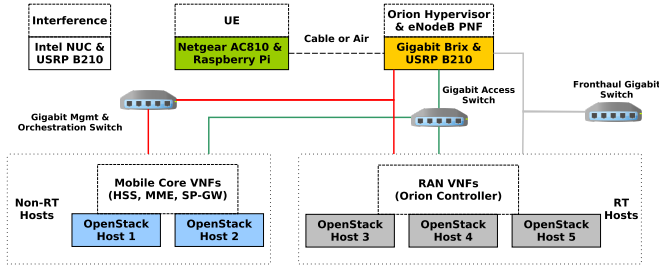 Interference
Intel NUC &
USRP B210
UE
Netgear AC810 &
Raspberry Pi
Cable or Air
Orion Hypervisor
& eNodeB PNF
Gigabit Brix &
USRP B210
Gigabit Mgmt &
Orchestration Switch
Gigabit Access
Switch
Fronthaul Gigabit
Switch
Non-RT
Hosts
Mobile Core VNFs
(HSS, MME, SP-GW)
OpenStack
Host 1
OpenStack
Host 2
RAN VNFs
(Orion Controller)
OpenStack
Host 3
OpenStack
Host 4
OpenStack
Host 5
RT
Hosts